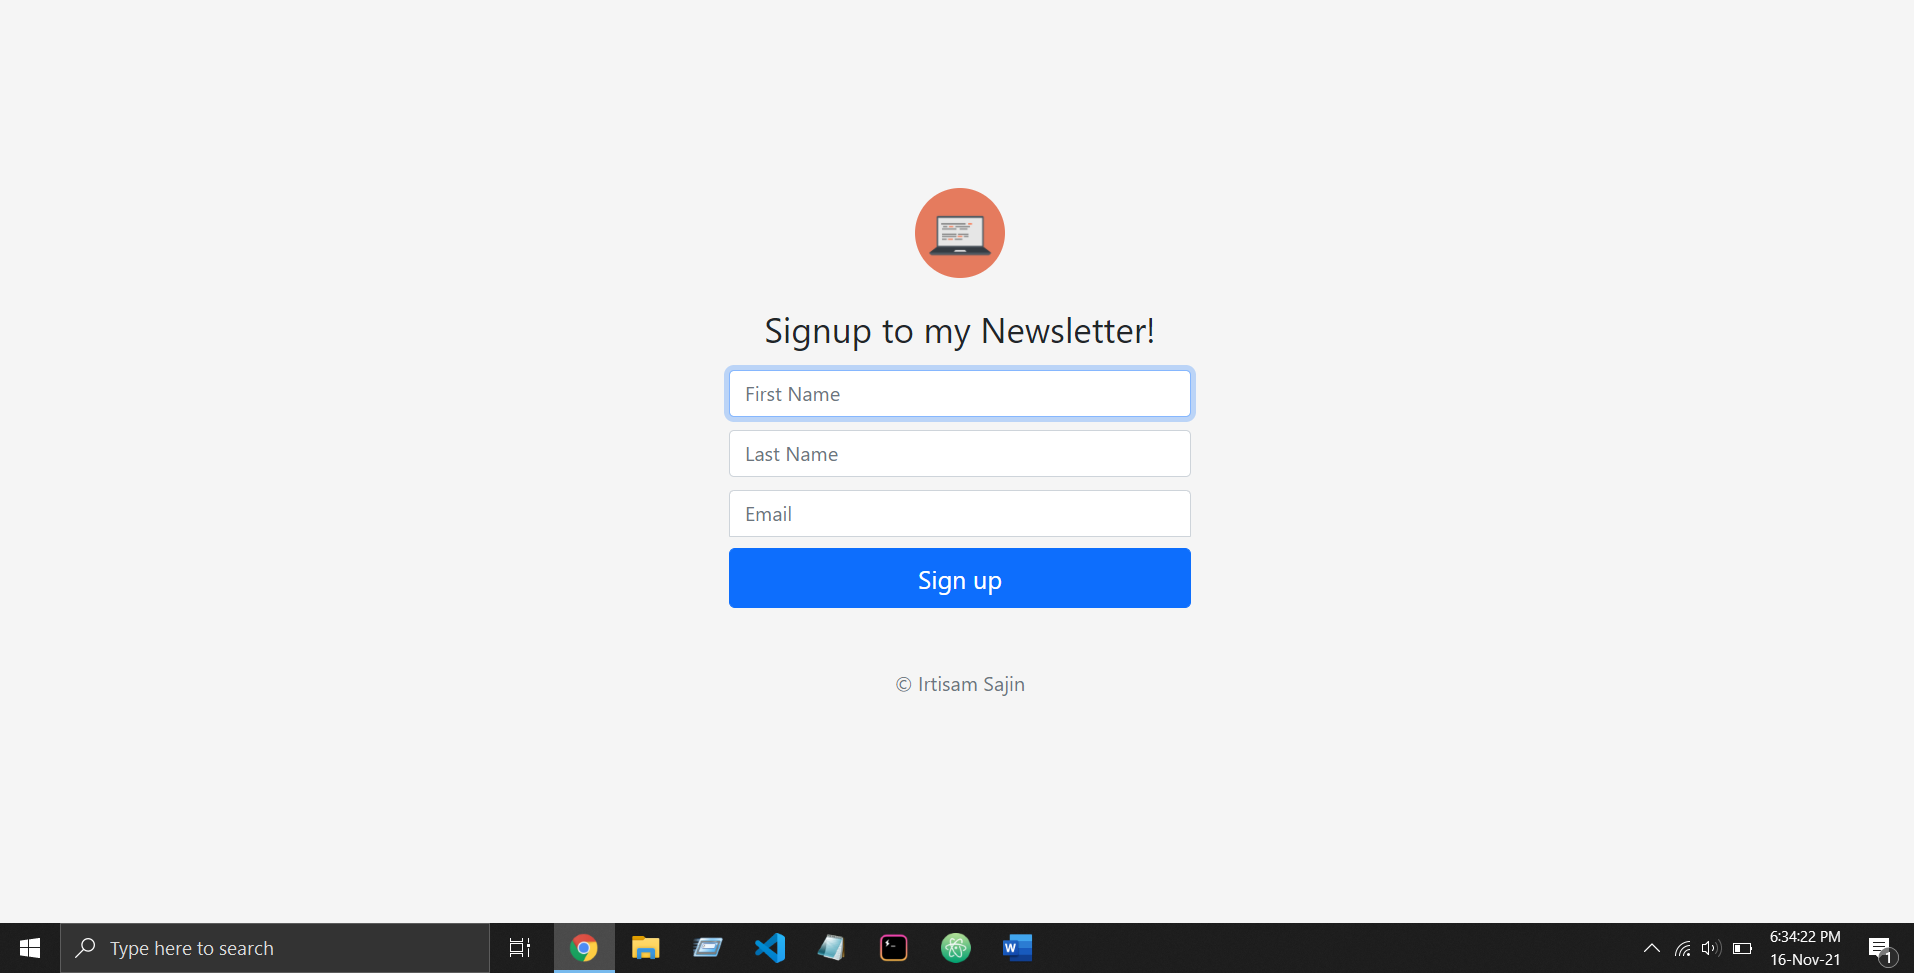 Signup to my Newsletter!
First Name
Last Name
Email
Sign up
© Irtisam Sajin
Type here to search
W
6:34:22 PM
16-Nov-21
1